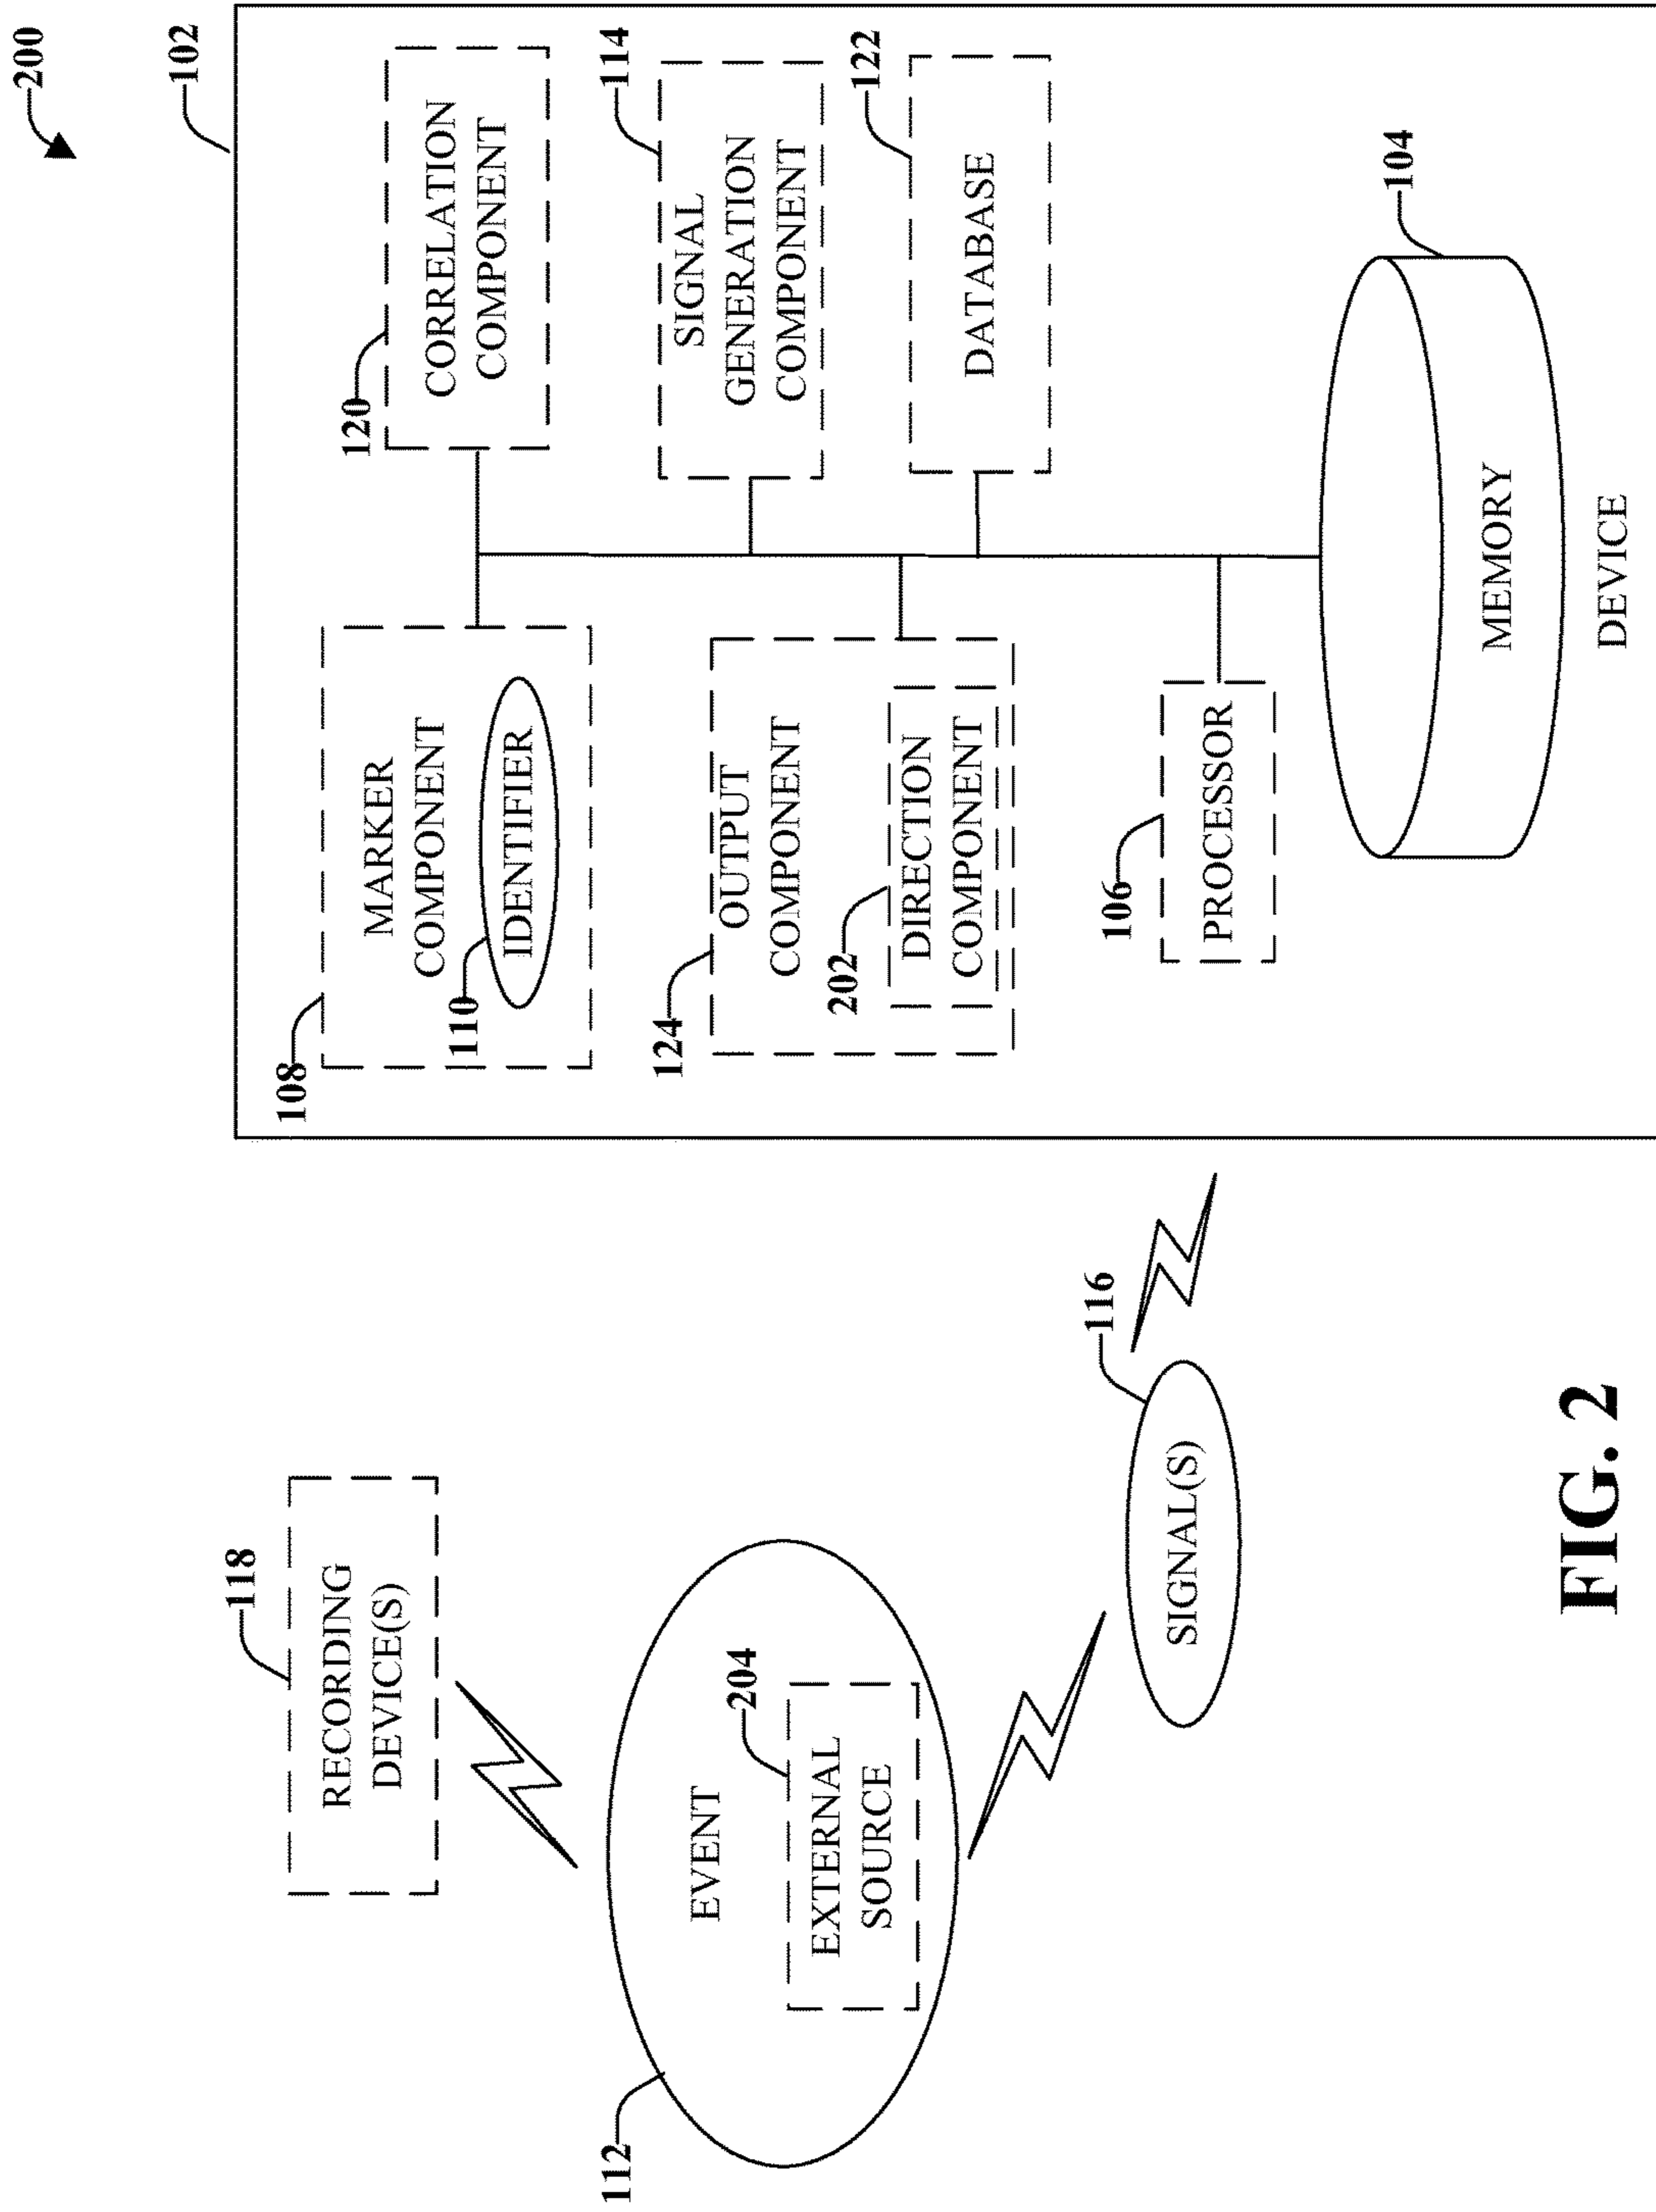 200
118
RECORDING
DEVICE(S)
112
EVENT
204
EXTERNAL
SOURCE
116
SIGNAL(S)
102
108
MARKER
COMPONENT
110
IDENTIFIER
120
CORRELATION
COMPONENT
124
OUTPUT
COMPONENT
202
DIRECTION
COMPONENT
114
SIGNAL
GENERATION
COMPONENT
122
DATABASE
106
PROCESSOR
104
MEMORY
DEVICE
FIG. 2